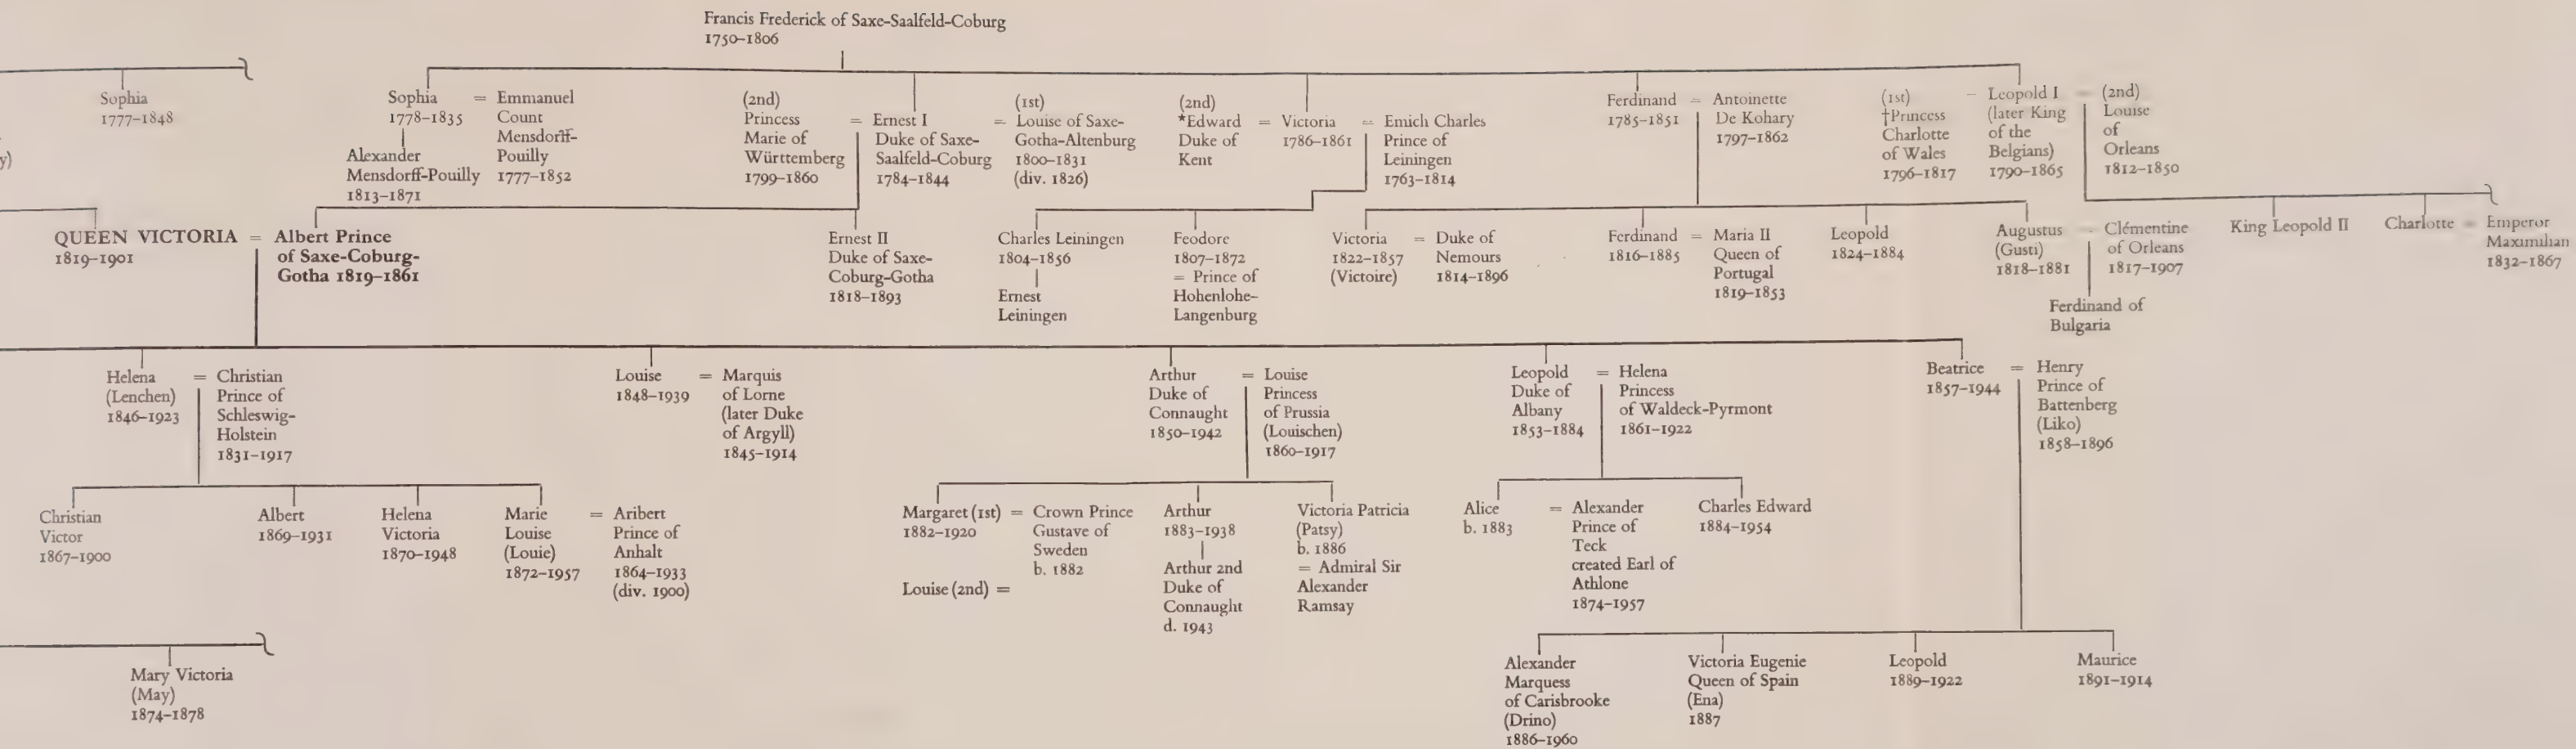 Francis Frederick of Saxe-Saalfeld-Coburg
1750–1806
Sophia
1777–1848
y)
Sophia
1778–1835
=
Emmanuel
Count
Mensdorff-
Pouilly
1777–1852
Alexander
Mensdorff-Pouilly
1813–1871
(2nd)
Princess
Marie of
Württemberg
1799–1860
=
Ernest I
Duke of Saxe-
Saalfeld-Coburg
1784–1844
=
(1st)
Louise of Saxe-
Gotha-Altenburg
1800–1831
(div. 1826)
(2nd)
*Edward
Duke of
Kent
=
Victoria
1786–1861
=
Emich Charles
Prince of
Leiningen
1763–1814
Ferdinand
1785–1851
=
Antoinette
De Kohary
1797–1862
(1st)
†Princess
Charlotte
of Wales
1796–1817
=
Leopold I
(later King
of the
Belgians)
1790–1865
=
(2nd)
Louise
of
Orleans
1812–1850
QUEEN VICTORIA
1819–1901
=
Albert Prince
of Saxe-Coburg-
Gotha 1819–1861
Ernest II
Duke of Saxe-
Coburg-Gotha
1818–1893
Charles Leiningen
1804–1856
Ernest
Leiningen
Feodore
1807–1872
= Prince of
Hohenlohe-
Langenburg
Victoria
1822–1857
(Victoire)
=
Duke of
Nemours
1814–1896
Ferdinand
1816–1885
=
Maria II
Queen of
Portugal
1819–1853
Leopold
1824–1884
Augustus
(Gusti)
1818–1881
=
Clémentine
of Orleans
1817–1907
Ferdinand of
Bulgaria
King Leopold II
Charlotte
=
Emperor
Maximilian
1832–1867
Helena
(Lenchen)
1846–1923
=
Christian
Prince of
Schleswig-
Holstein
1831–1917
Louise
1848–1939
=
Marquis
of Lorne
(later Duke
of Argyll)
1845–1914
Arthur
Duke of
Connaught
1850–1942
=
Louise
Princess
of Prussia
(Louischen)
1860–1917
Leopold
Duke of
Albany
1853–1884
=
Helena
Princess
of Waldeck-Pyrmont
1861–1922
Beatrice
1857–1944
=
Henry
Prince of
Battenberg
(Liko)
1858–1896
Christian
Victor
1867–1900
Albert
1869–1931
Helena
Victoria
1870–1948
Marie
Louise
(Louie)
1872–1957
=
Aribert
Prince of
Anhalt
1864–1933
(div. 1900)
Margaret (1st) =
1882–1920
Crown Prince
Gustave of
Sweden
b. 1882
Louise (2nd) =
Arthur
1883–1938
Arthur 2nd
Duke of
Connaught
d. 1943
Victoria Patricia
(Patsy)
b. 1886
= Admiral Sir
Alexander
Ramsay
Alice
b. 1883
=
Alexander
Prince of
Teck
created Earl of
Athlone
1874–1957
Charles Edward
1884–1954
Mary Victoria
(May)
1874–1878
Alexander
Marquess
of Carisbrooke
(Drino)
1886–1960
Victoria Eugenie
Queen of Spain
(Ena)
1887
Leopold
1889–1922
Maurice
1891–1914